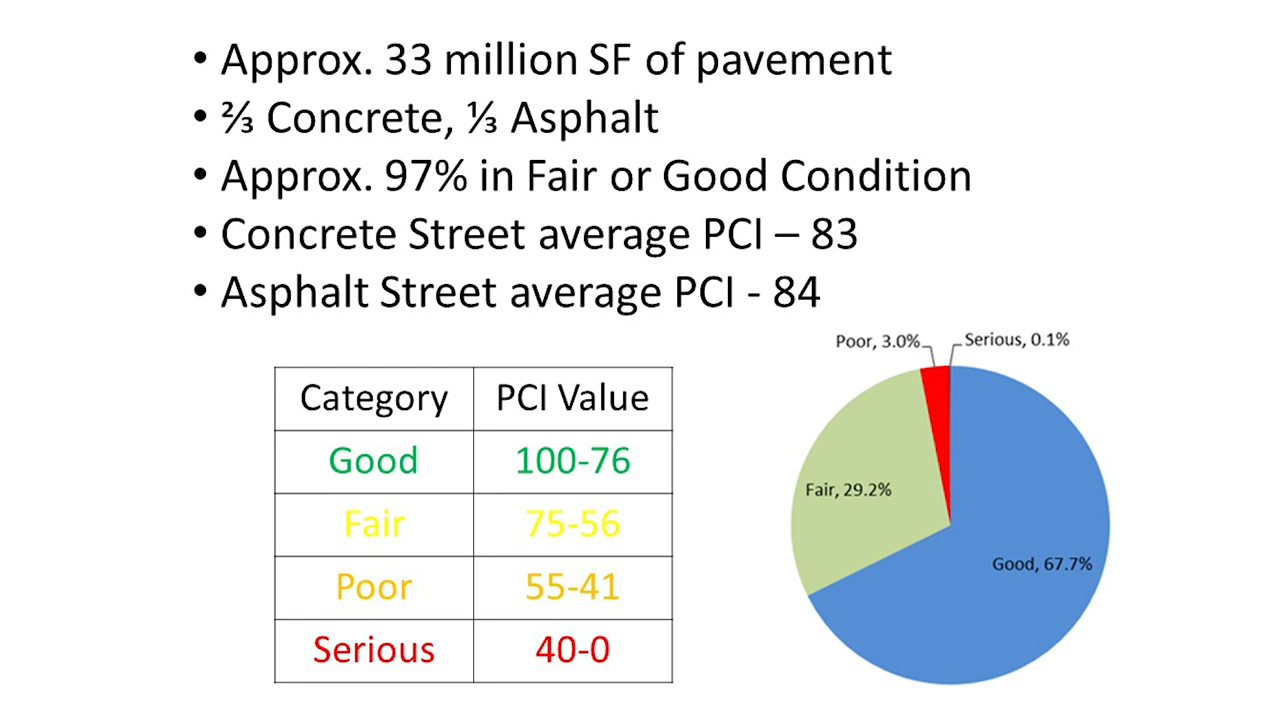 • Approx. 33 million SF of pavement
• ⅔ Concrete, ⅓ Asphalt
• Approx. 97% in Fair or Good Condition
• Concrete Street average PCI – 83
• Asphalt Street average PCI - 84
Category PCI Value
Good 100-76
Fair 75-56
Poor 55-41
Serious 40-0
Poor, 3.0% Serious, 0.1%
Fair, 29.2%
Good, 67.7%